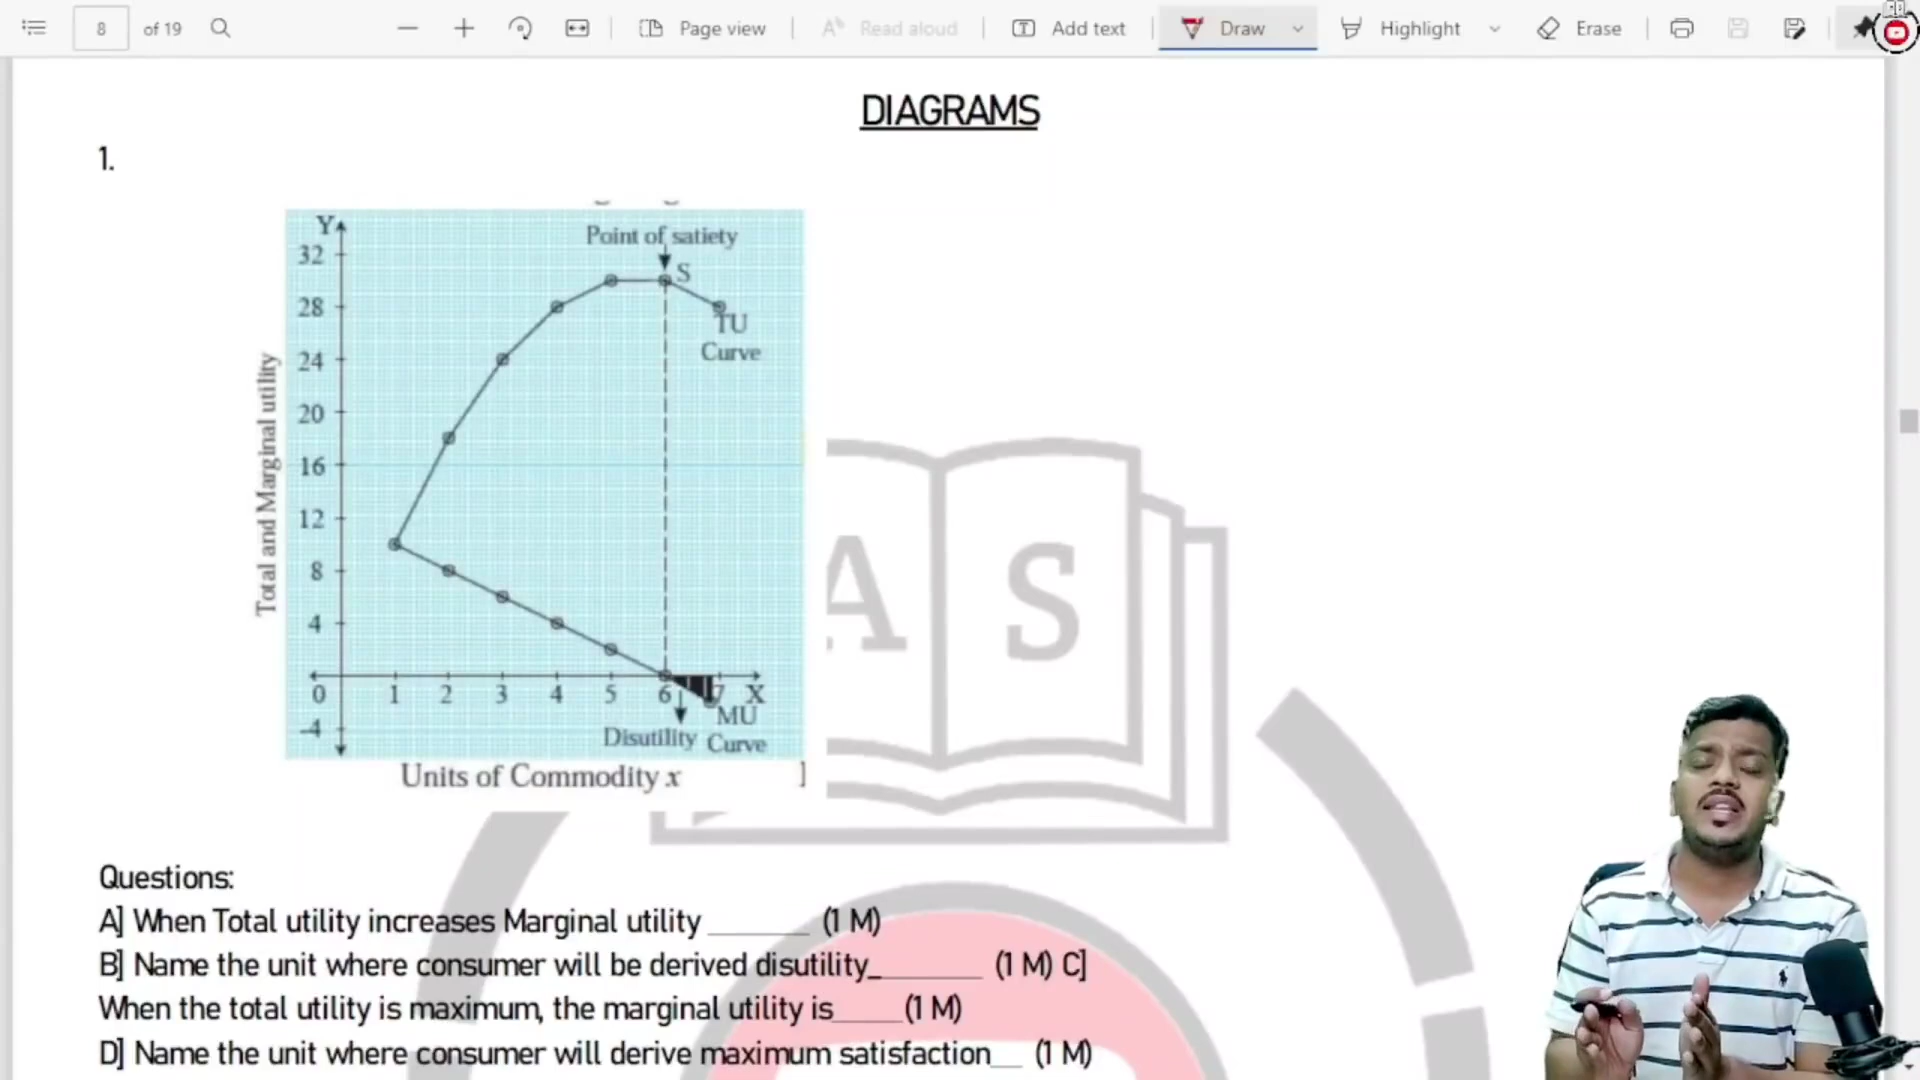 8 of 19
Page view
Read aloud
Add text
Draw
Highlight
Erase
DIAGRAMS
1.
Y
Point of satiety
S
32
28
24
20
16
12
8
4
0
-4
TU
Curve
1 2 3 4 5 6 7 X
MU
Disutility Curve
Total and Marginal utility
Units of Commodity x
A S
Questions:
A] When Total utility increases Marginal utility ________ (1 M)
B] Name the unit where consumer will be derived disutility_________ (1 M) C]
When the total utility is maximum, the marginal utility is_____(1 M)
D] Name the unit where consumer will derive maximum satisfaction__ (1 M)